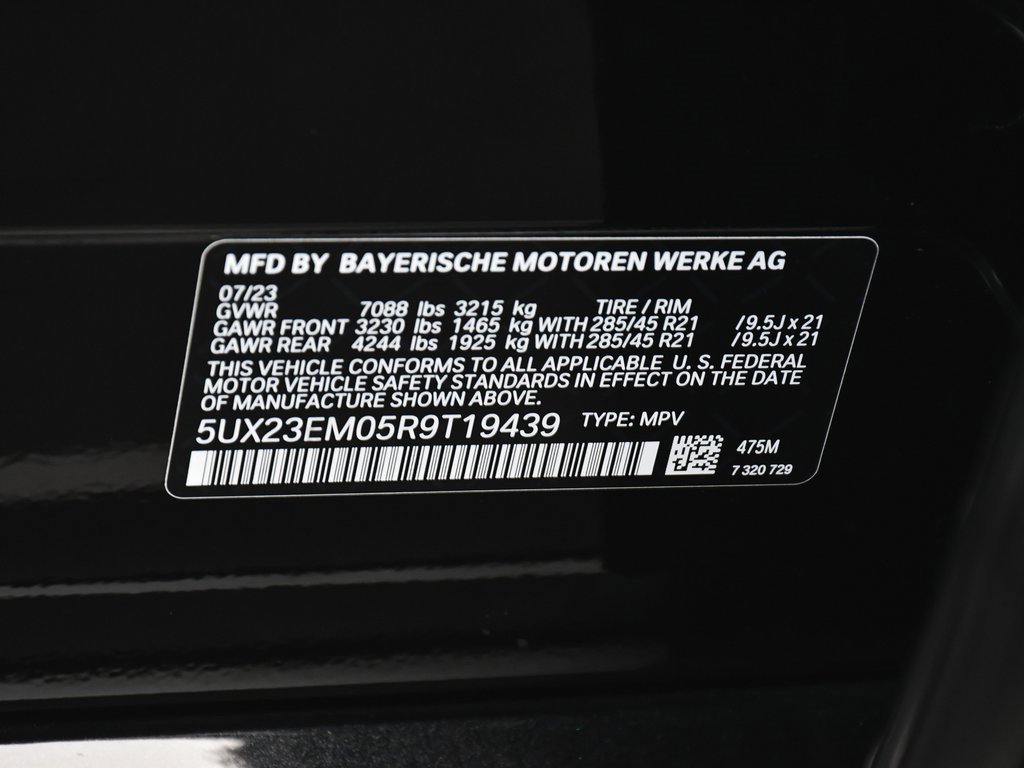 MFD BY BAYERISCHE MOTOREN WERKE AG
07/23
GVWR 7088 lbs 3215 kg TIRE / RIM
GAWR FRONT 3230 lbs 1465 kg WITH 285/45 R21 / 9.5J x 21
GAWR REAR 4244 lbs 1925 kg WITH 285/45 R21 / 9.5J x 21
THIS VEHICLE CONFORMS TO ALL APPLICABLE U. S. FEDERAL
MOTOR VEHICLE SAFETY STANDARDS IN EFFECT ON THE DATE
OF MANUFACTURE SHOWN ABOVE.
5UX23EM05R9T19439 TYPE: MPV
475M
7 320 729